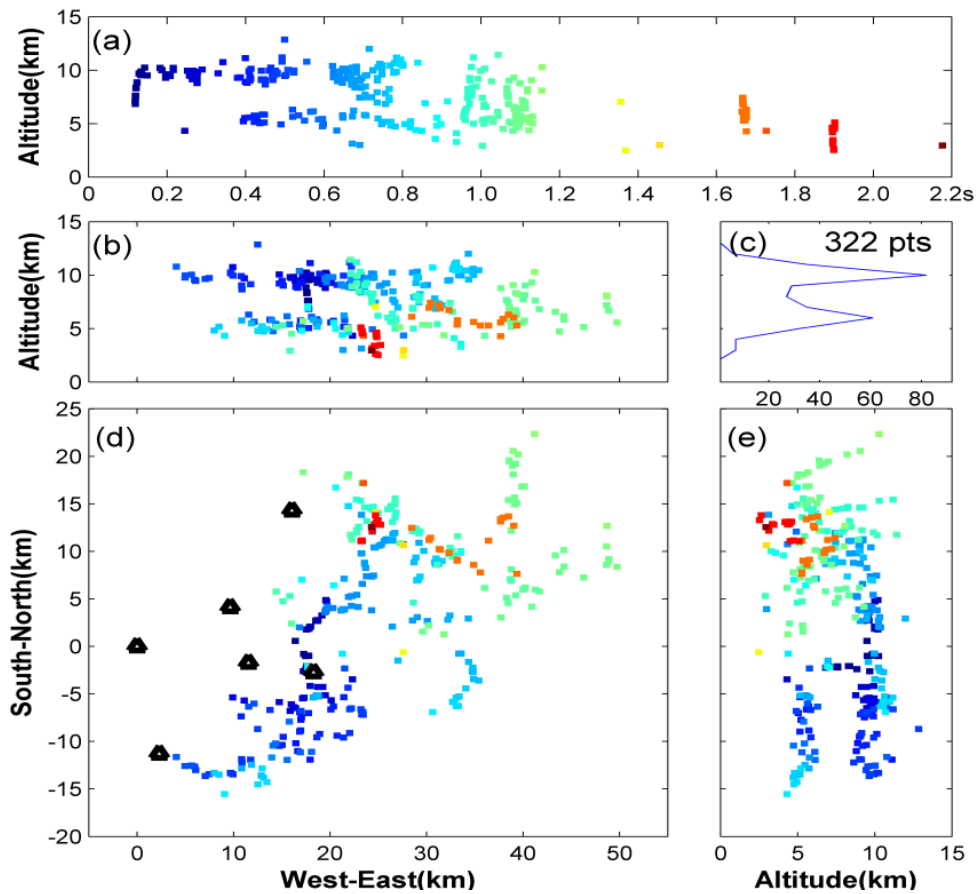 15
(a)
10
5
0
Altitude(km)
0 0.2 0.4 0.6 0.8 1.0 1.2 1.4 1.6 1.8 2.0 2.2s
15
(b)
10
5
0
Altitude(km)
(c) 322 pts
20 40 60 80
25
(d)
20
15
10
5
0
-5
-10
-15
-20
South-North(km)
0 10 20 30 40 50
West-East(km)
(e)
0 5 10 15
Altitude(km)